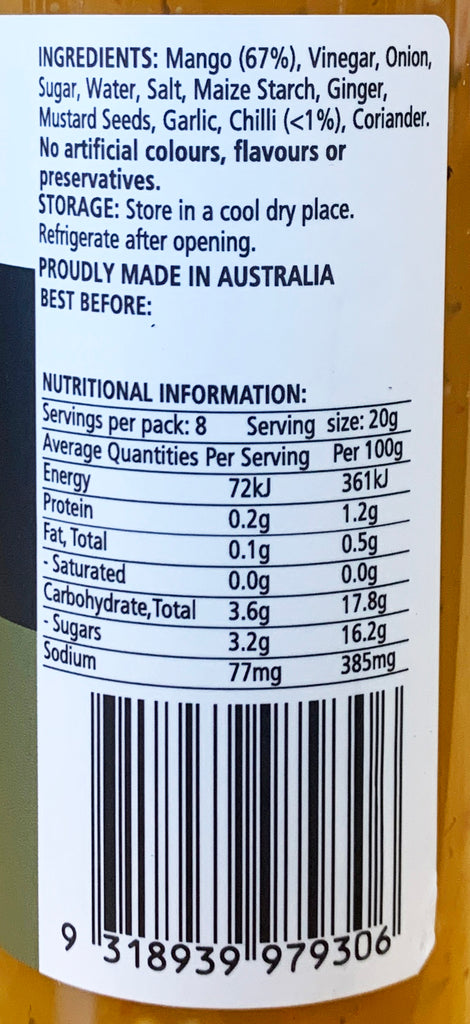 INGREDIENTS: Mango (67%), Vinegar, Onion,
Sugar, Water, Salt, Maize Starch, Ginger,
Mustard Seeds, Garlic, Chilli (<1%), Coriander.
No artificial colours, flavours or
preservatives.
STORAGE: Store in a cool dry place.
Refrigerate after opening.
PROUDLY MADE IN AUSTRALIA
BEST BEFORE:
NUTRITIONAL INFORMATION:
Servings per pack: 8 Serving size: 20g
Average Quantities Per Serving Per 100g
Energy 72kJ 361kJ
Protein 0.2g 1.2g
Fat, Total 0.1g 0.5g
- Saturated 0.0g 0.0g
Carbohydrate, Total 3.6g 17.8g
- Sugars 3.2g 16.2g
Sodium 77mg 385mg
9 318939 979306